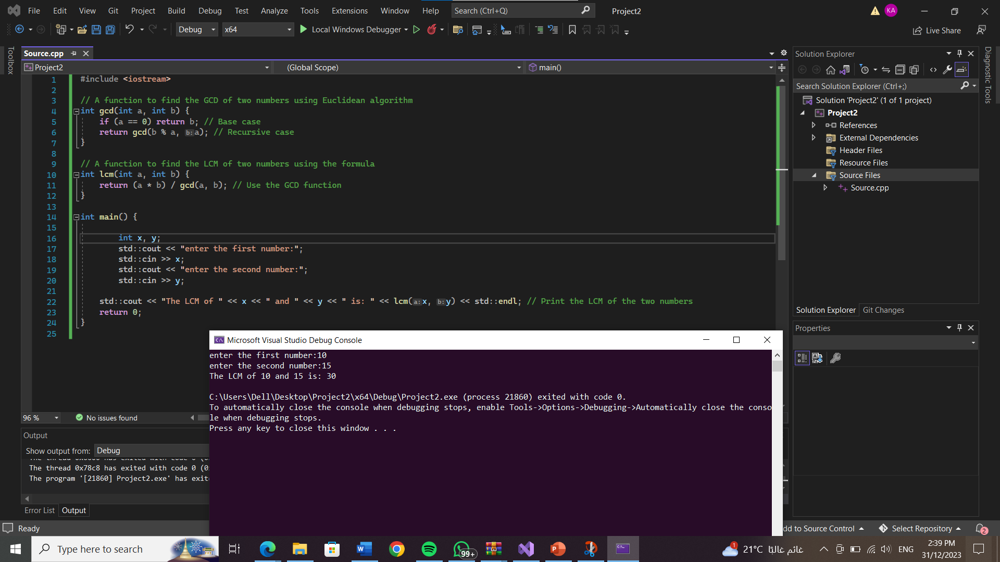 File Edit View Git Project Build Debug Test Analyze Tools Extensions Window Help Search (Ctrl+Q) Project2 KA
Debug x64 Local Windows Debugger Live Share
Toolbox
Source.cpp
Project2 (Global Scope) main()
1 #include <iostream>
2
3 // A function to find the GCD of two numbers using Euclidean algorithm
4 int gcd(int a, int b) {
5 if (a == 0) return b; // Base case
6 return gcd(b % a, b:a); // Recursive case
7 }
8
9 // A function to find the LCM of two numbers using the formula
10 int lcm(int a, int b) {
11 return (a * b) / gcd(a, b); // Use the GCD function
12 }
13
14 int main() {
15
16 int x, y;
17 std::cout << "enter the first number:";
18 std::cin >> x;
19 std::cout << "enter the second number:";
20 std::cin >> y;
21
22 std::cout << "The LCM of " << x << " and " << y << " is: " << lcm(a:x, b:y) << std::endl; // Print the LCM of the two numbers
23 return 0;
24 }
25
96 % No issues found
Output
Show output from: Debug
The thread 0x78c8 has exited with code 0 (0
The program '[21860] Project2.exe' has exit
Error List Output
Microsoft Visual Studio Debug Console
enter the first number:10
enter the second number:15
The LCM of 10 and 15 is: 30
C:\Users\Dell\Desktop\Project2\x64\Debug\Project2.exe (process 21860) exited with code 0.
To automatically close the console when debugging stops, enable Tools->Options->Debugging->Automatically close the conso
le when debugging stops.
Press any key to close this window . . .
Solution Explorer
Search Solution Explorer (Ctrl+;)
Solution 'Project2' (1 of 1 project)
Project2
References
External Dependencies
Header Files
Resource Files
Source Files
Source.cpp
Solution Explorer Git Changes
Properties
Diagnostic Tools
Ready dd to Source Control Select Repository 2
Type here to search 99+ 1 21°C غائم غالبًا ENG 2:39 PM
31/12/2023